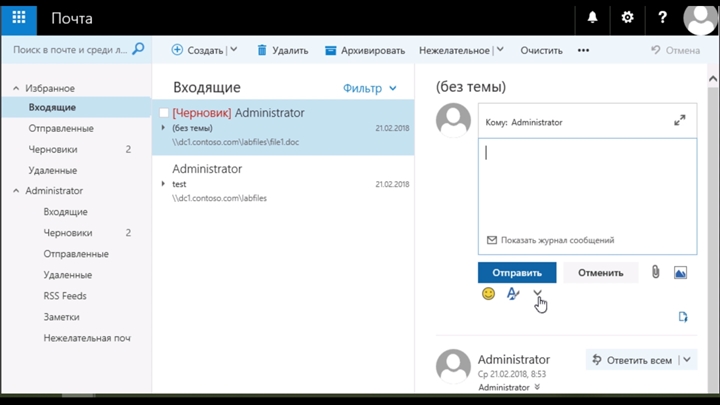 Почта
Поиск в почте и среди л...
Создать
Удалить
Архивировать
Нежелательное
Очистить
•••
Отмена
Избранное
Входящие
Отправленные
Черновики 2
Удаленные
Administrator
Входящие
Черновики 2
Отправленные
Удаленные
RSS Feeds
Заметки
Нежелательная поч
Входящие
Фильтр
[Черновик] Administrator
(без темы) 21.02.2018
\\dc1.contoso.com\labfiles\file1.doc
Administrator
test 21.02.2018
\\dc1.contoso.com\labfiles
(без темы)
Кому: Administrator
Показать журнал сообщений
Отправить
Отменить
Administrator
Ср 21.02.2018, 8:53
Administrator
Ответить всем